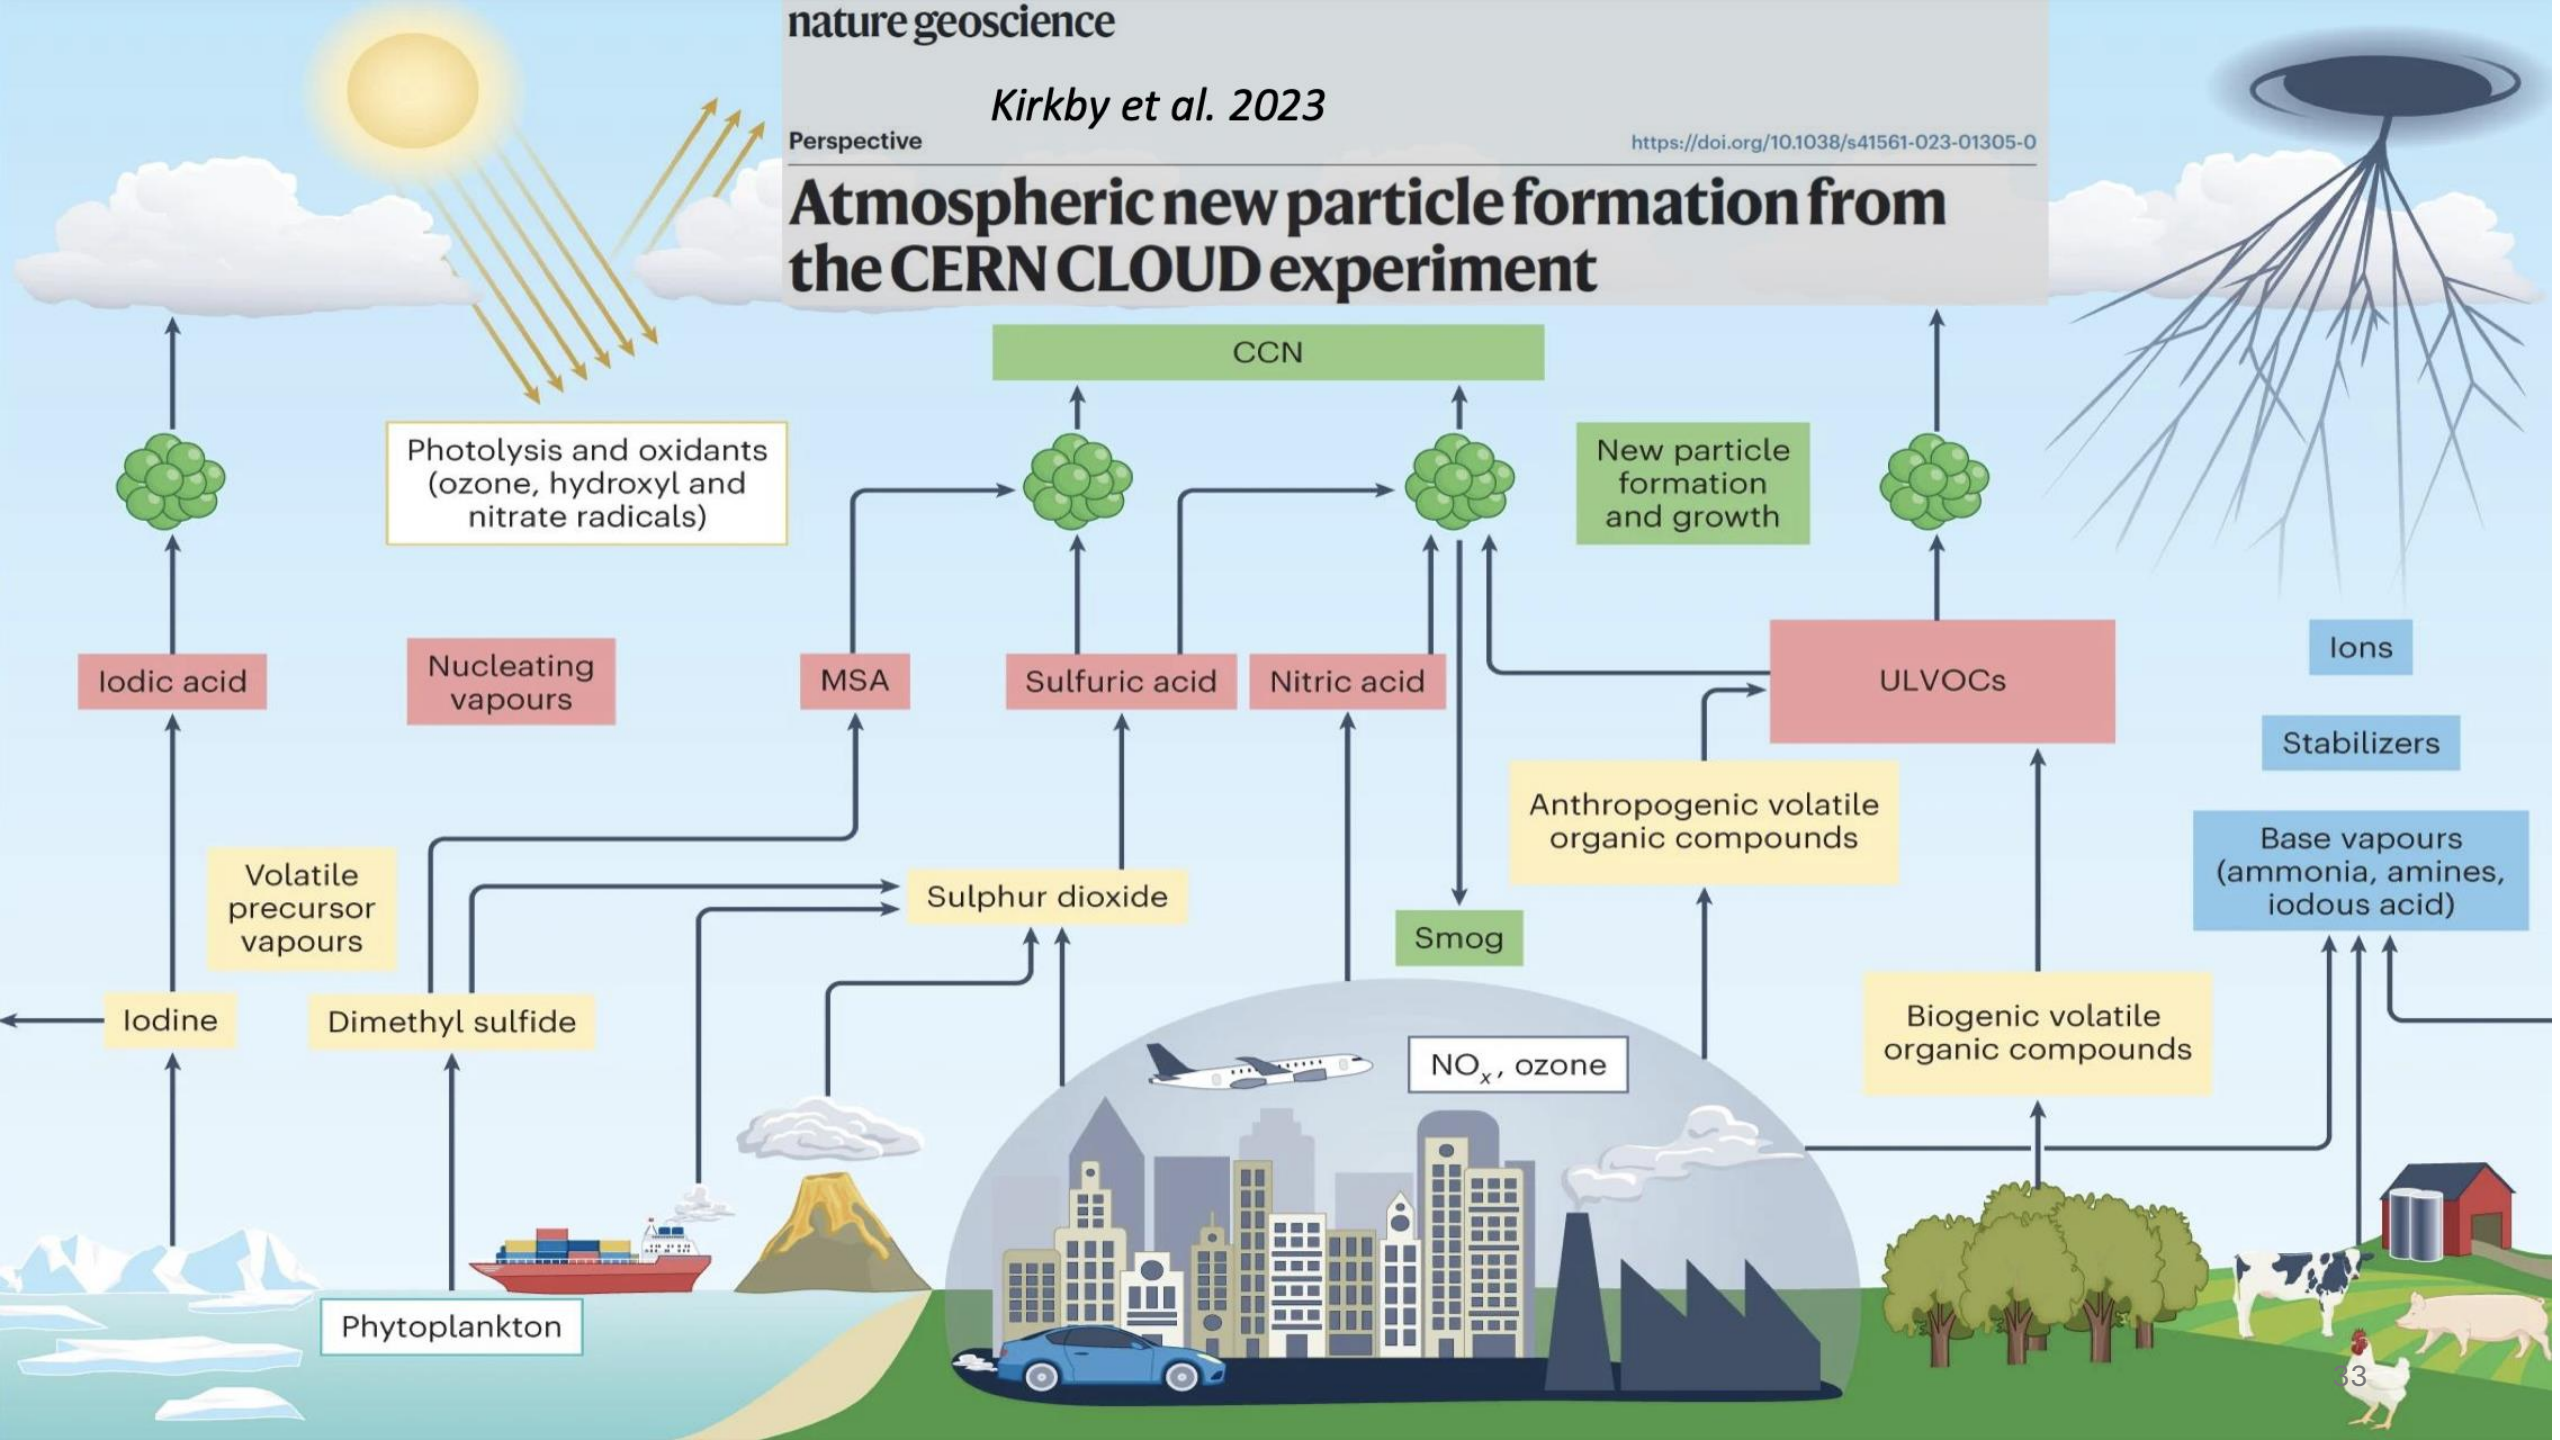 nature geoscience
Kirkby et al. 2023
Perspective
https://doi.org/10.1038/s41561-023-01305-0
Atmospheric new particle formation from
the CERN CLOUD experiment
CCN
Photolysis and oxidants
(ozone, hydroxyl and
nitrate radicals)
New particle
formation
and growth
Iodic acid
Nucleating
vapours
MSA
Sulfuric acid
Nitric acid
ULVOCs
Ions
Stabilizers
Base vapours
(ammonia, amines,
iodous acid)
Anthropogenic volatile
organic compounds
Volatile
precursor
vapours
Sulphur dioxide
Smog
Iodine
Dimethyl sulfide
Biogenic volatile
organic compounds
NOx, ozone
Phytoplankton
33